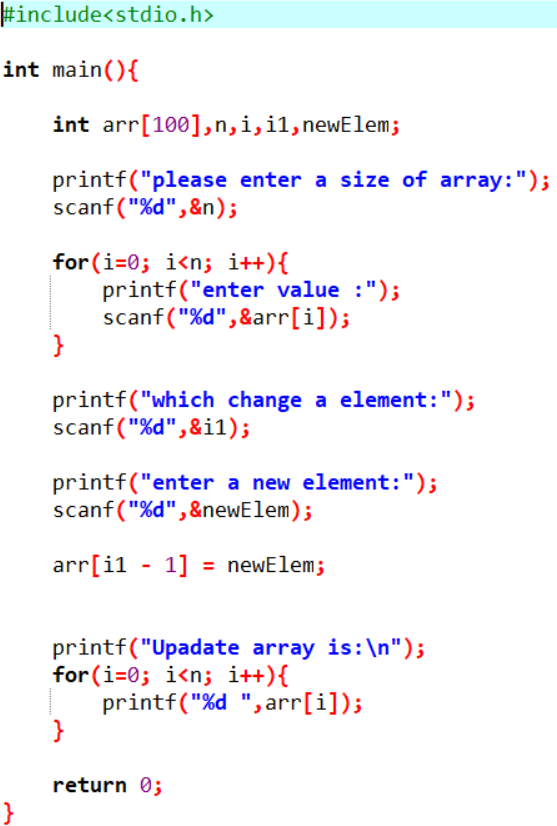 #include<stdio.h>
int main(){
int arr[100],n,i,i1,newElem;
printf("please enter a size of array:");
scanf("%d",&n);
for(i=0; i<n; i++){
printf("enter value :");
scanf("%d",&arr[i]);
}
printf("which change a element:");
scanf("%d",&i1);
printf("enter a new element:");
scanf("%d",&newElem);
arr[i1 - 1] = newElem;
printf("Upadate array is:\n");
for(i=0; i<n; i++){
printf("%d ",arr[i]);
}
return 0;
}